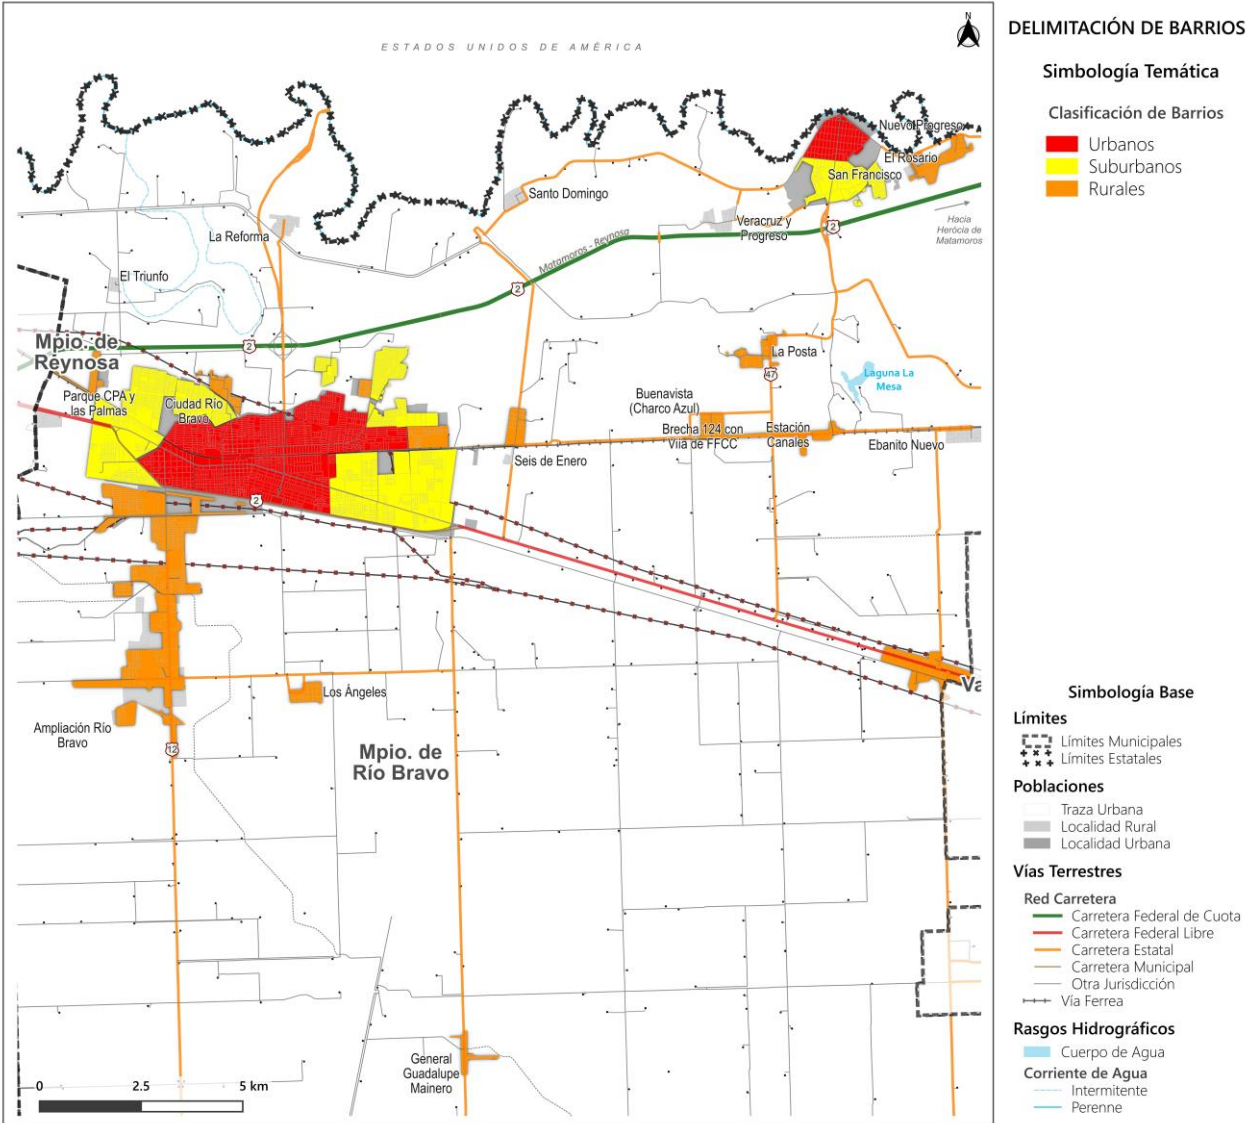 N
ESTADOS UNIDOS DE AMÉRICA
Nuevo Progreso
El Rosario
San Francisco
Santo Domingo
Veracruz y
Progreso
2
Hacia
Heróica de
Matamoros
La Reforma
Matamoros - Reynosa
El Triunfo
2
Mpio. de
Reynosa
2
La Posta
47
Laguna La
Mesa
Parque CPA y
las Palmas
Ciudad Río
Bravo
Buenavista
(Charco Azul)
Brecha 124 con
Vìia de FFCC
Estación
Canales
Ebanito Nuevo
Seis de Enero
2
Va
Los Ángeles
Ampliación Río
Bravo
12
Mpio. de
Río Bravo
General
Guadalupe
Mainero
0 2.5 5 km
DELIMITACIÓN DE BARRIOS
Simbología Temática
Clasificación de Barrios
Urbanos
Suburbanos
Rurales
Simbología Base
Límites
Límites Municipales
Límites Estatales
Poblaciones
Traza Urbana
Localidad Rural
Localidad Urbana
Vías Terrestres
Red Carretera
Carretera Federal de Cuota
Carretera Federal Libre
Carretera Estatal
Carretera Municipal
Otra Jurisdicción
Vía Ferrea
Rasgos Hidrográficos
Cuerpo de Agua
Corriente de Agua
Intermitente
Perenne